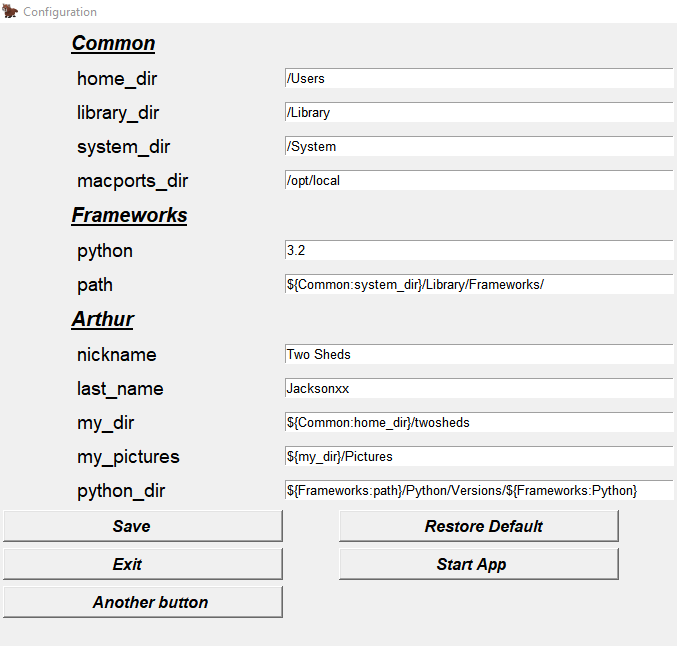 Configuration
Common
home_dir /Users
library_dir /Library
system_dir /System
macports_dir /opt/local
Frameworks
python 3.2
path ${Common:system_dir}/Library/Frameworks/
Arthur
nickname Two Sheds
last_name Jacksonxx
my_dir ${Common:home_dir}/twosheds
my_pictures ${my_dir}/Pictures
python_dir ${Frameworks:path}/Python/Versions/${Frameworks:Python}
Save Restore Default
Exit Start App
Another button